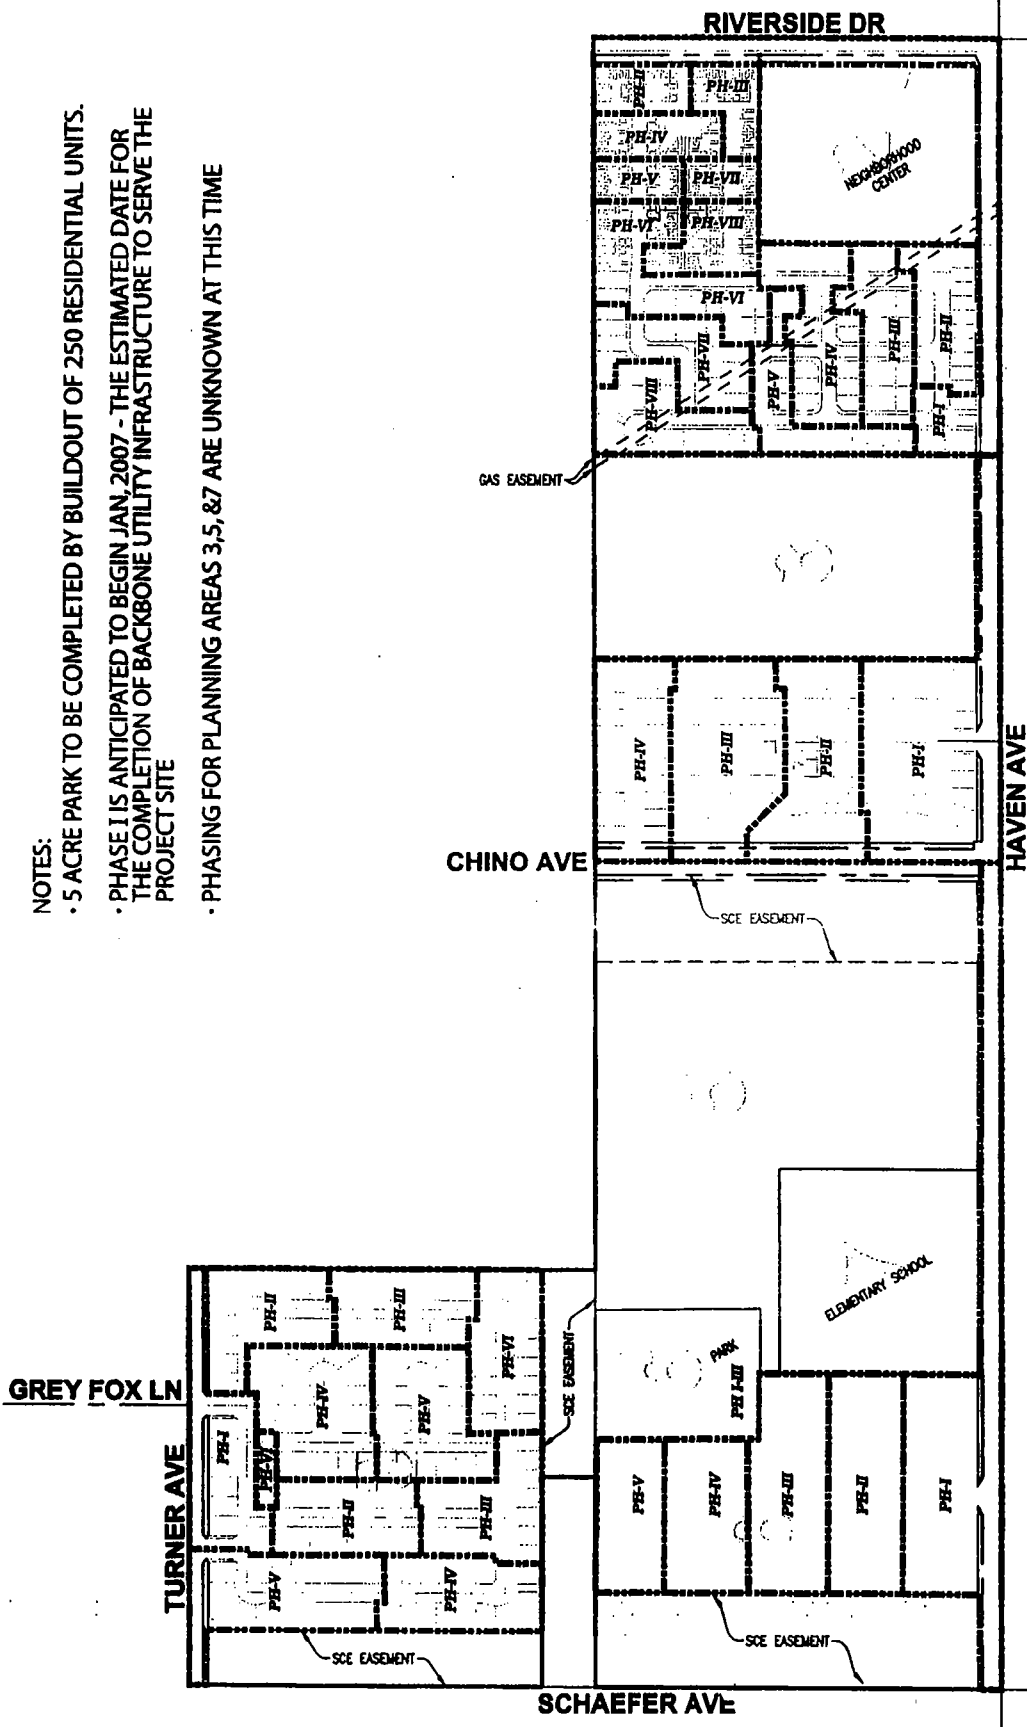 NOTES:
· 5 ACRE PARK TO BE COMPLETED BY BUILDOUT OF 250 RESIDENTIAL UNITS.
· PHASE I IS ANTICIPATED TO BEGIN JAN, 2007 - THE ESTIMATED DATE FOR
THE COMPLETION OF BACKBONE UTILITY INFRASTRUCTURE TO SERVE THE
PROJECT SITE
· PHASING FOR PLANNING AREAS 3,5, &7 ARE UNKNOWN AT THIS TIME
RIVERSIDE DR
PH-II
PH-III
PH-IV
PH-V
PH-VII
PH-VI
PH-VIII
NEIGHBORHOOD
CENTER
PH-VI
PH-VII
PH-VIII
PH-V
PH-IV
PH-III
PH-II
PH-I
GAS EASEMENT
PH-IV
PH-III
PH-II
PH-I
HAVEN AVE
CHINO AVE
SCE EASEMENT
ELEMENTARY SCHOOL
PARK
PH I-III
SCE EASEMENT
PH-II
PH-III
PH-VI
PH-IV
PH-V
GREY FOX LN
PH-I
PH-VI
TURNER AVE
PH-II
PH-III
PH-V
PH-IV
PH-V
PH-IV
PH-III
PH-II
PH-I
SCE EASEMENT
SCE EASEMENT
SCHAEFER AVE